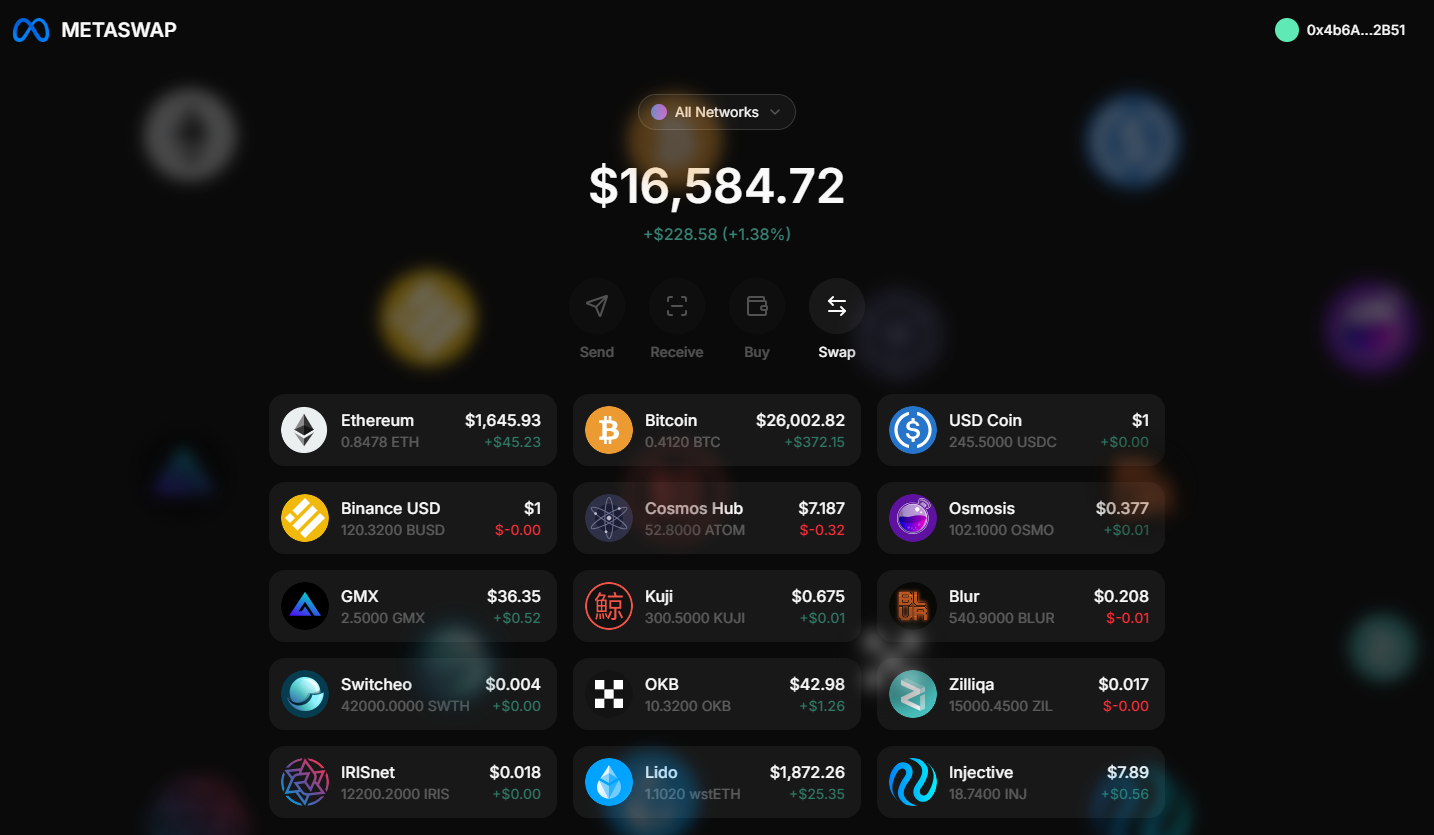 METASWAP
0x4b6A...2B51
All Networks
$16,584.72
+$228.58 (+1.38%)
Send
Receive
Buy
Swap
Ethereum $1,645.93
0.8478 ETH +$45.23
Bitcoin $26,002.82
0.4120 BTC +$372.15
USD Coin $1
245.5000 USDC +$0.00
Binance USD $1
120.3200 BUSD $-0.00
Cosmos Hub $7.187
52.8000 ATOM $-0.32
Osmosis $0.377
102.1000 OSMO +$0.01
GMX $36.35
2.5000 GMX +$0.52
鯨
Kuji $0.675
300.5000 KUJI +$0.01
BL
UR
Blur $0.208
540.9000 BLUR $-0.01
Switcheo $0.004
42000.0000 SWTH +$0.00
OKB $42.98
10.3200 OKB +$1.26
Zilliqa $0.017
15000.4500 ZIL $-0.00
IRISnet $0.018
12200.2000 IRIS +$0.00
Lido $1,872.26
1.1020 wstETH +$25.35
Injective $7.89
18.7400 INJ +$0.56